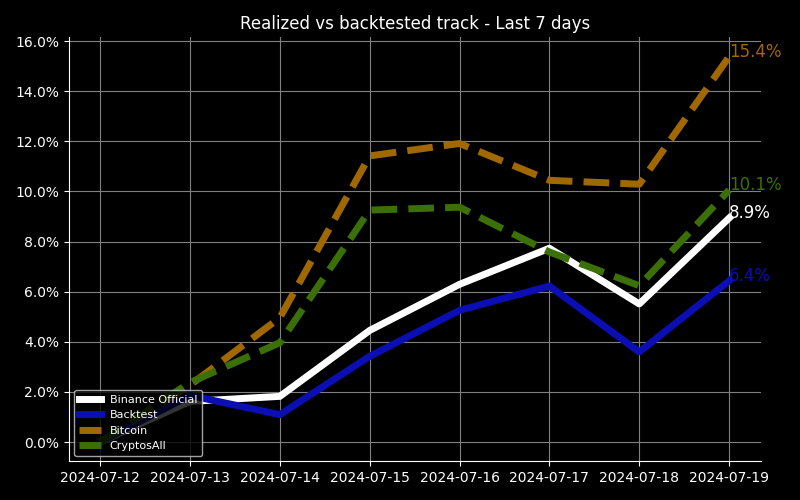 Realized vs backtested track - Last 7 days
16.0%
15.4%
14.0%
12.0%
10.0%
10.1%
8.9%
8.0%
6.4%
6.0%
4.0%
2.0%
Binance Official
Backtest
Bitcoin
CryptosAll
0.0%
2024-07-12 2024-07-13 2024-07-14 2024-07-15 2024-07-16 2024-07-17 2024-07-18 2024-07-19